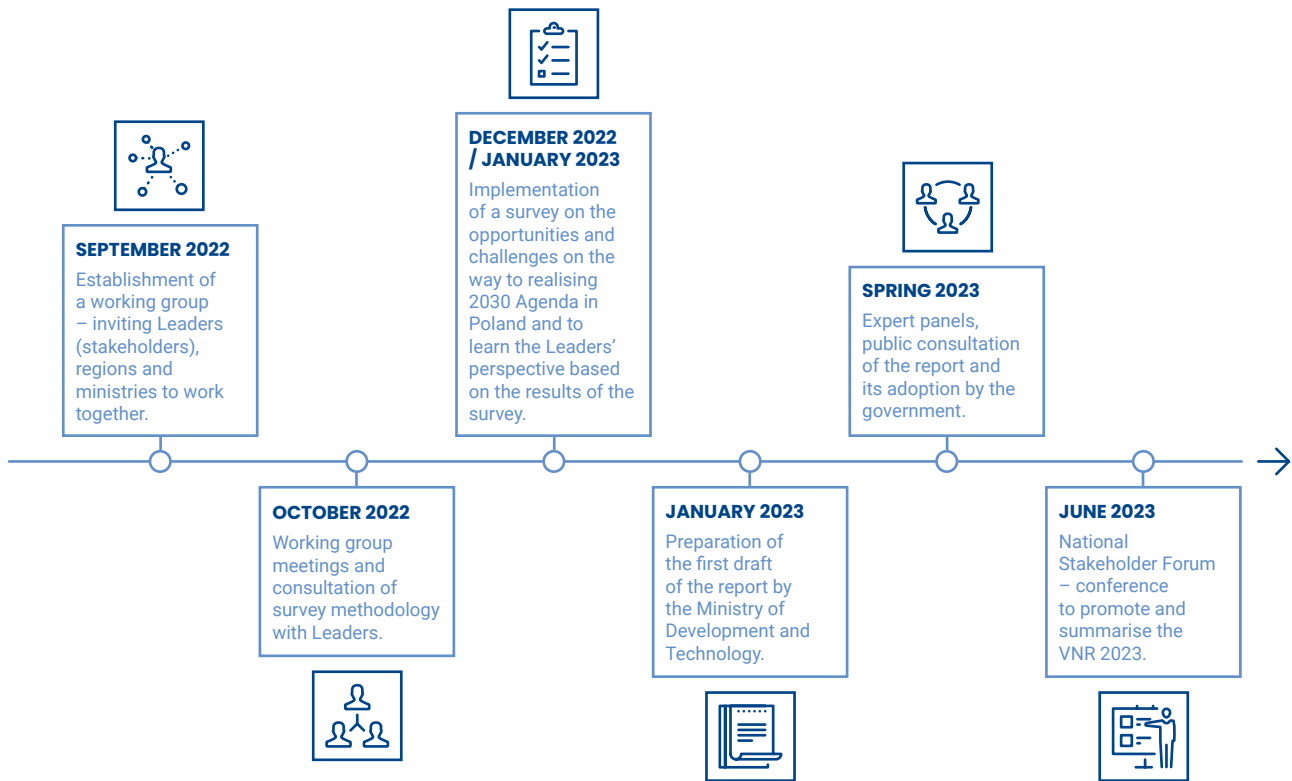 SEPTEMBER 2022
Establishment of
a working group
– inviting Leaders
(stakeholders),
regions and
ministries to work
together.
OCTOBER 2022
Working group
meetings and
consultation of
survey methodology
with Leaders.
DECEMBER 2022
/ JANUARY 2023
Implementation
of a survey on the
opportunities and
challenges on the
way to realising
2030 Agenda in
Poland and to
learn the Leaders’
perspective based
on the results of the
survey.
JANUARY 2023
Preparation of
the first draft
of the report by
the Ministry of
Development and
Technology.
SPRING 2023
Expert panels,
public consultation
of the report and
its adoption by the
government.
JUNE 2023
National
Stakeholder Forum
– conference
to promote and
summarise the
VNR 2023.